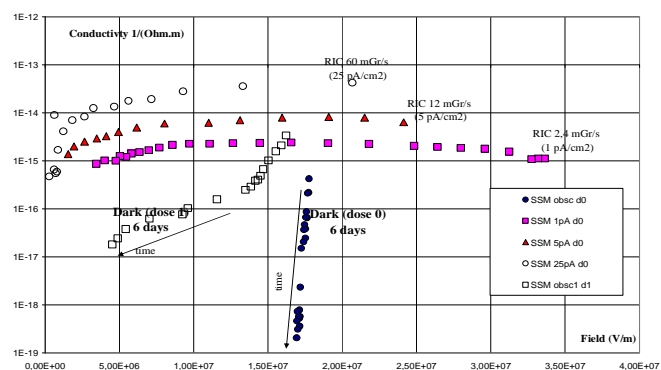 1E-12
Conductivty 1/(Ohm.m)
1E-13
RIC 60 mGr/s
(25 pA/cm2)
1E-14
RIC 12 mGr/s
(5 pA/cm2)
RIC 2,4 mGr/s
(1 pA/cm2)
1E-15
1E-16
Dark (dose 1)
6 days
time
Dark (dose 0)
6 days
time
SSM obsc d0
SSM 1pA d0
SSM 5pA d0
SSM 25pA d0
SSM obsc1 d1
1E-17
1E-18
Field (V/m)
1E-19
0,00E+00 5,00E+06 1,00E+07 1,50E+07 2,00E+07 2,50E+07 3,00E+07 3,50E+07 4,00E+07